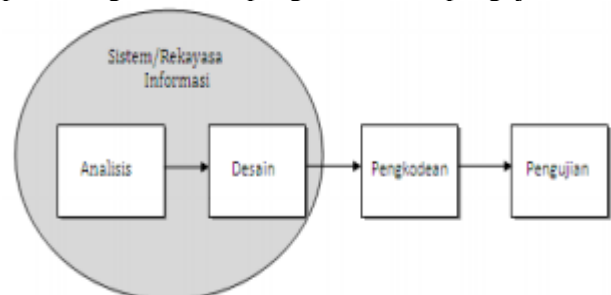 Sistem/Rekayasa
Informasi
Analisis
Desain
Pengkodean
Pengujian